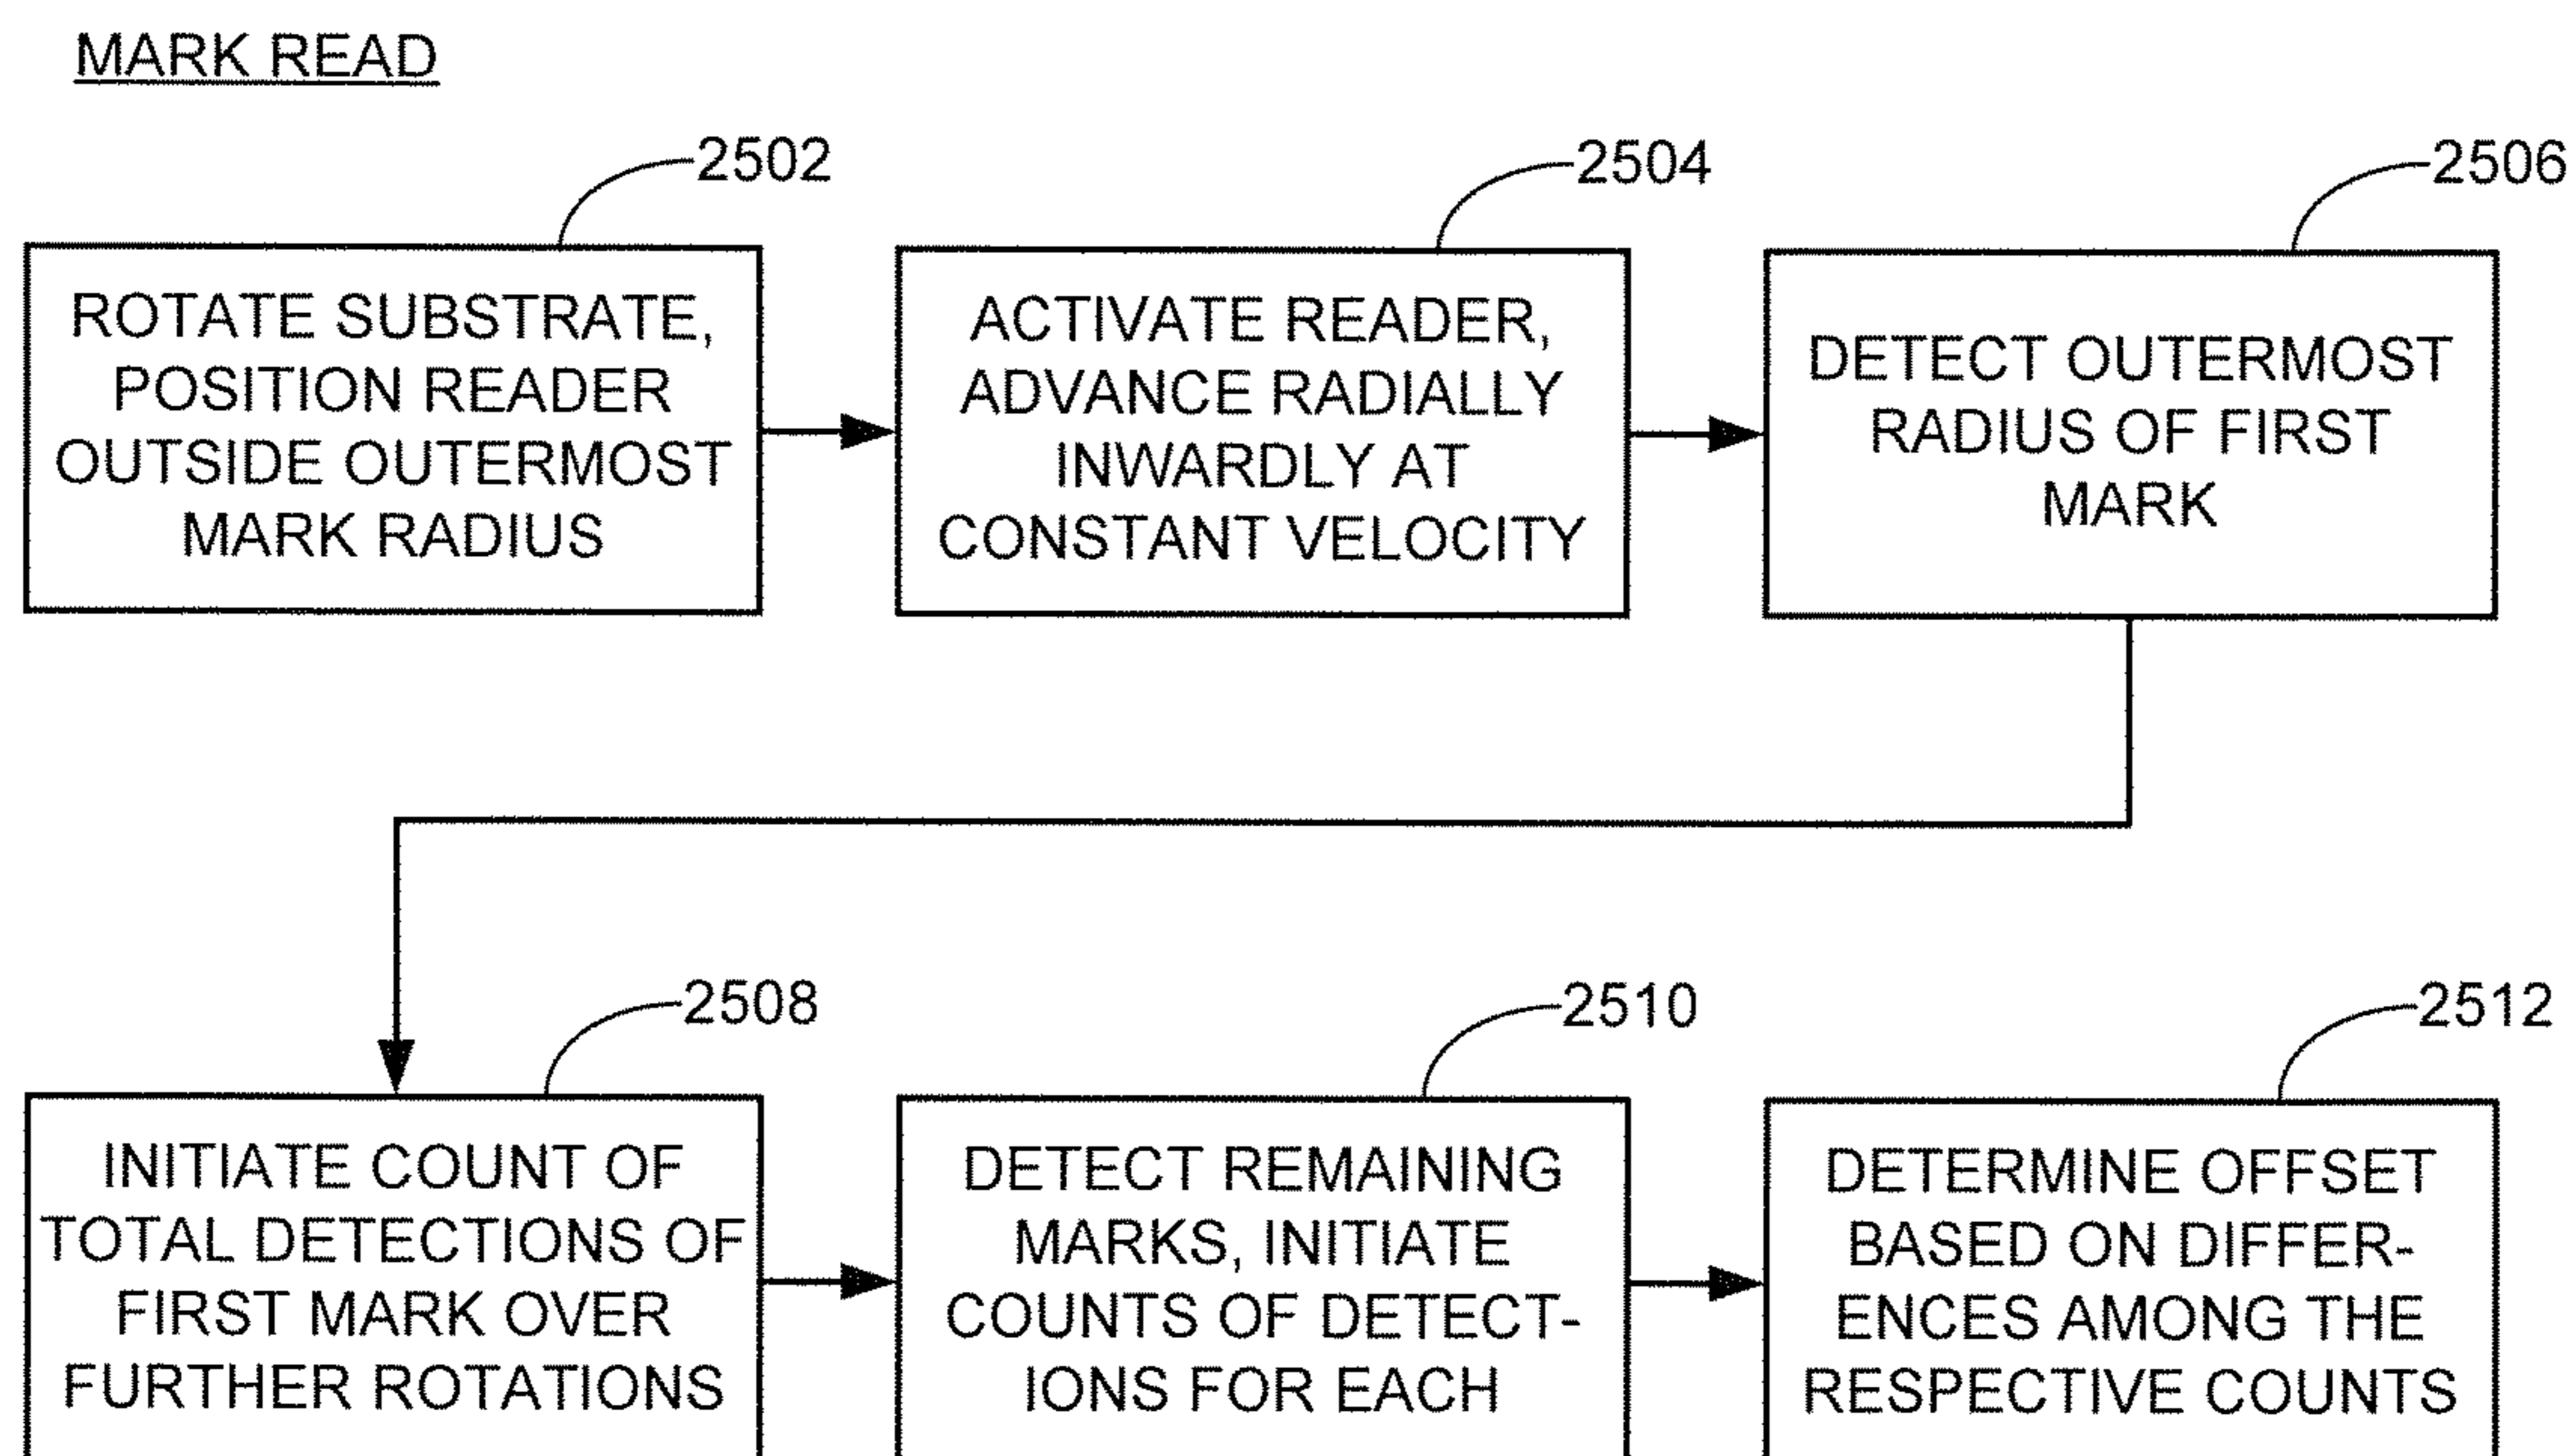 MARK READ
2502
2504
2506
ROTATE SUBSTRATE,
POSITION READER
OUTSIDE OUTERMOST
MARK RADIUS
ACTIVATE READER,
ADVANCE RADIALLY
INWARDLY AT
CONSTANT VELOCITY
DETECT OUTERMOST
RADIUS OF FIRST
MARK
2508
2510
2512
INITIATE COUNT OF
TOTAL DETECTIONS OF
FIRST MARK OVER
FURTHER ROTATIONS
DETECT REMAINING
MARKS, INITIATE
COUNTS OF DETECT-
IONS FOR EACH
DETERMINE OFFSET
BASED ON DIFFER-
ENCES AMONG THE
RESPECTIVE COUNTS